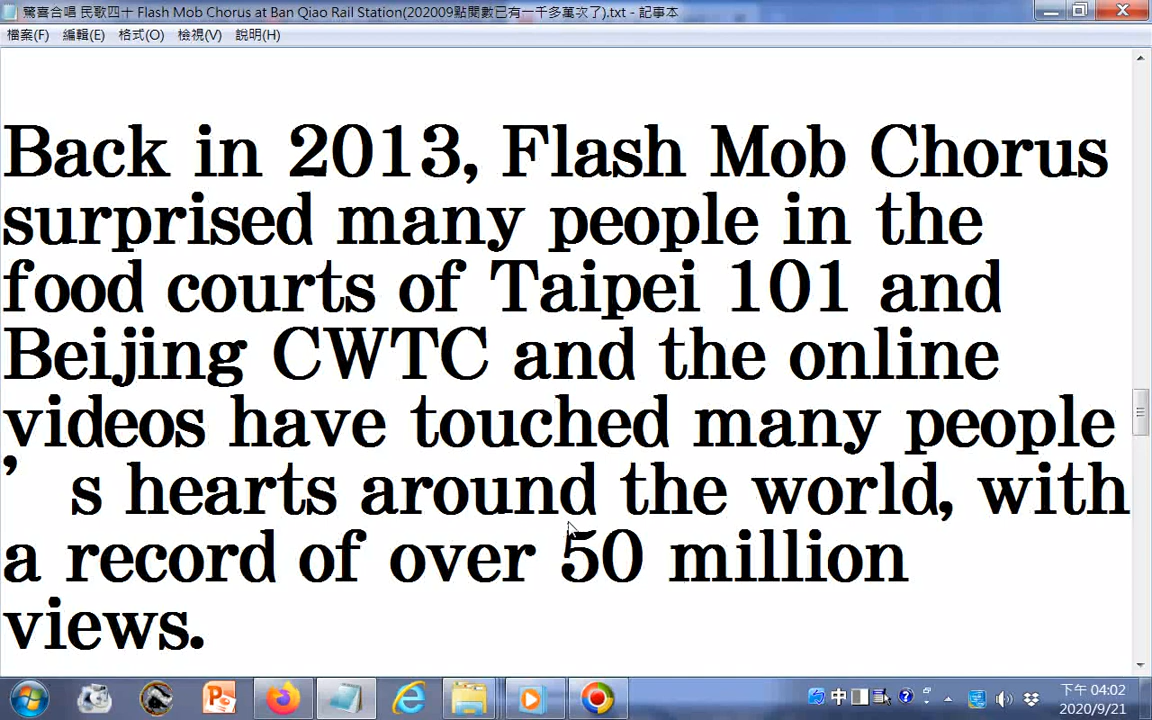 驚喜合唱 民歌四十 Flash Mob Chorus at Ban Qiao Rail Station(202009點閱數已有一千多萬次了).txt - 記事本
檔案(F) 編輯(E) 格式(O) 檢視(V) 說明(H)
Back in 2013, Flash Mob Chorus
surprised many people in the
food courts of Taipei 101 and
Beijing CWTC and the online
videos have touched many people
’s hearts around the world, with
a record of over 50 million
views.
中
下午 04:02
2020/9/21